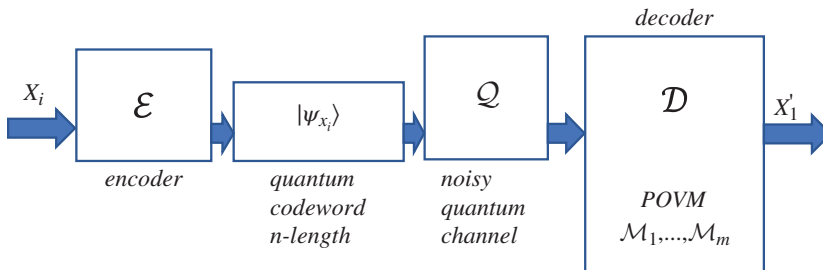 decoder
X_i
ℰ
|ψ_{x_i}⟩
𝒬
𝒟
X'_1
encoder
quantum
codeword
n-length
noisy
quantum
channel
POVM
ℳ_1,...,ℳ_m